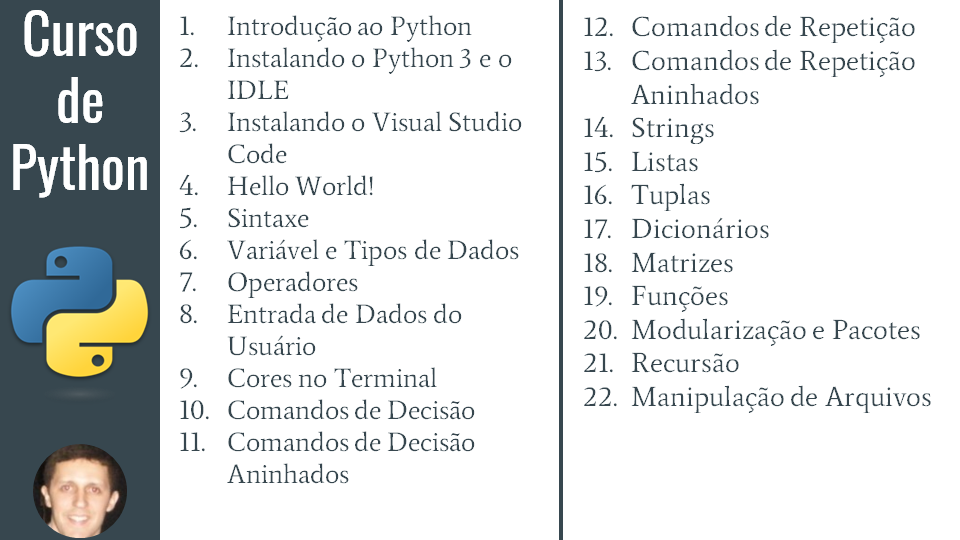 Curso
de
Python
1. Introdução ao Python
2. Instalando o Python 3 e o
IDLE
3. Instalando o Visual Studio
Code
4. Hello World!
5. Sintaxe
6. Variável e Tipos de Dados
7. Operadores
8. Entrada de Dados do
Usuário
9. Cores no Terminal
10. Comandos de Decisão
11. Comandos de Decisão
Aninhados
12. Comandos de Repetição
13. Comandos de Repetição
Aninhados
14. Strings
15. Listas
16. Tuplas
17. Dicionários
18. Matrizes
19. Funções
20. Modularização e Pacotes
21. Recursão
22. Manipulação de Arquivos